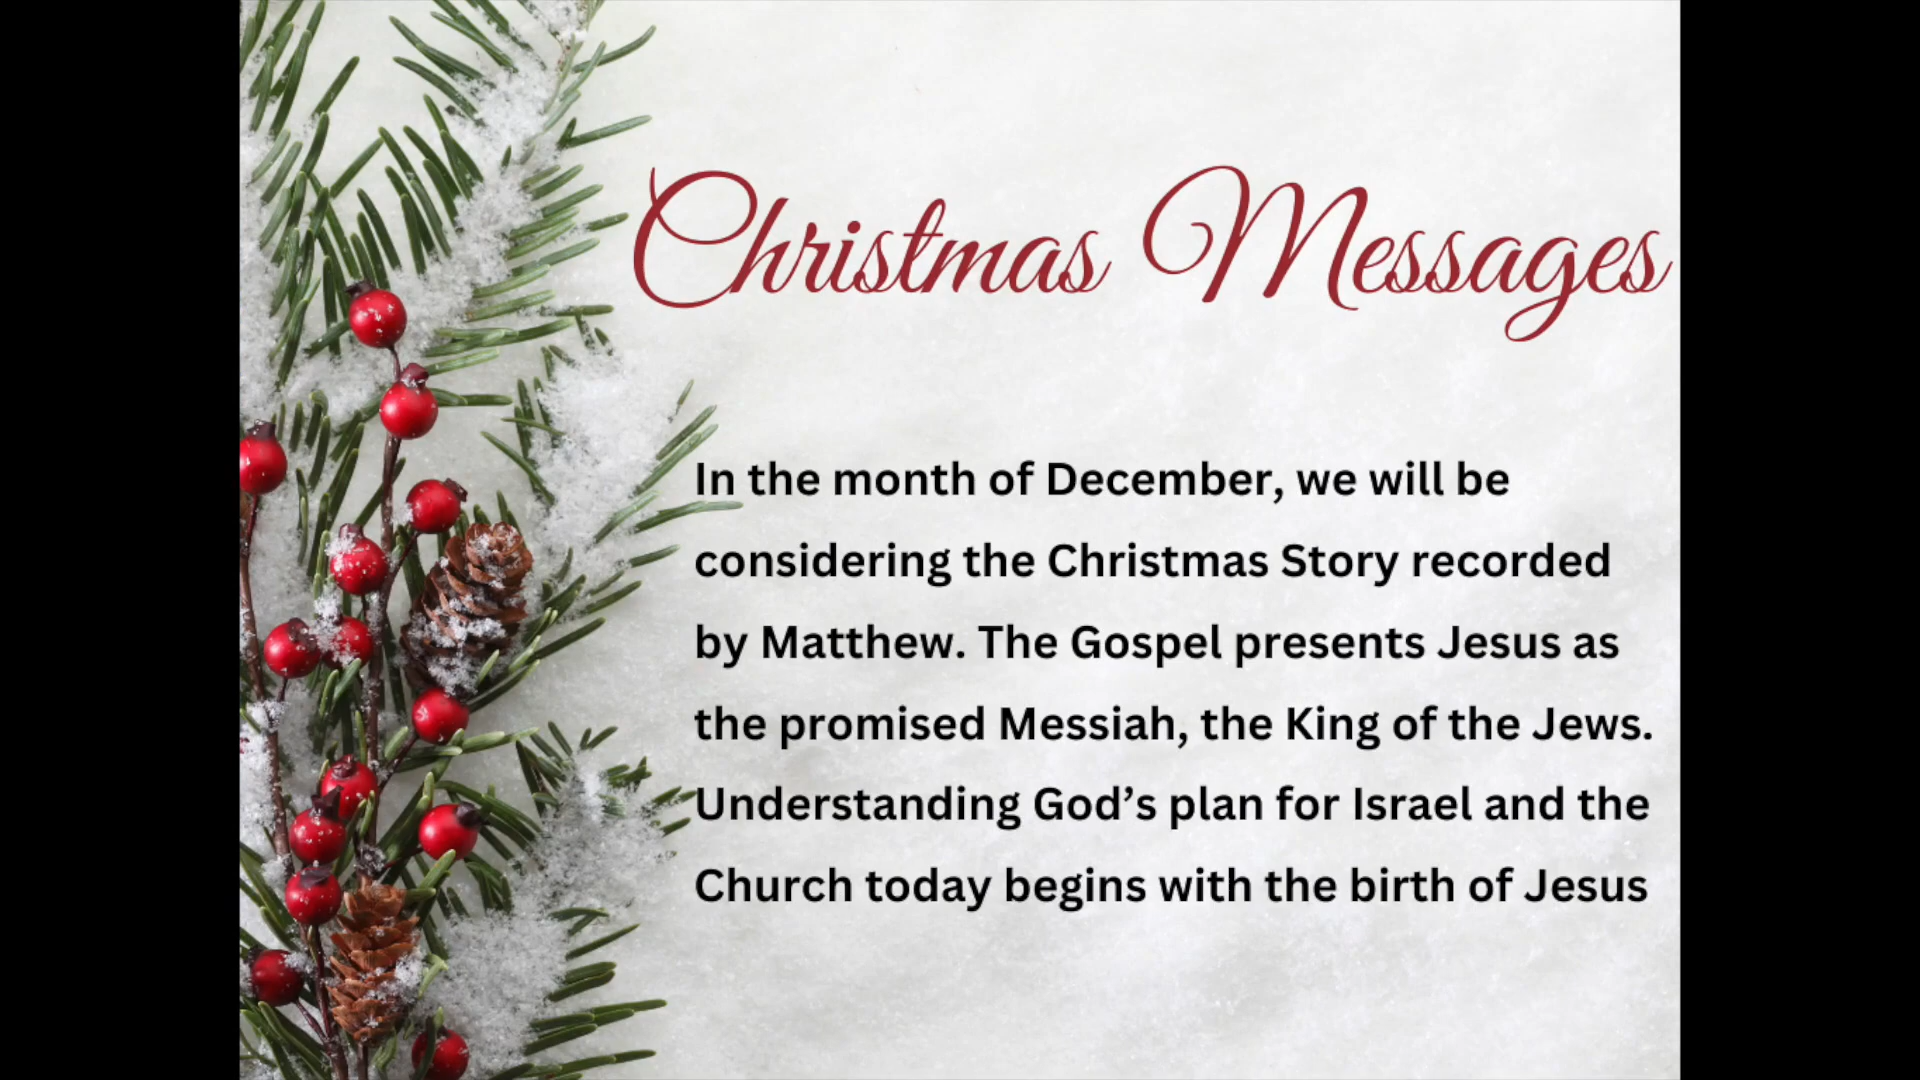 Christmas Messages
In the month of December, we will be
considering the Christmas Story recorded
by Matthew. The Gospel presents Jesus as
the promised Messiah, the King of the Jews.
Understanding God’s plan for Israel and the
Church today begins with the birth of Jesus